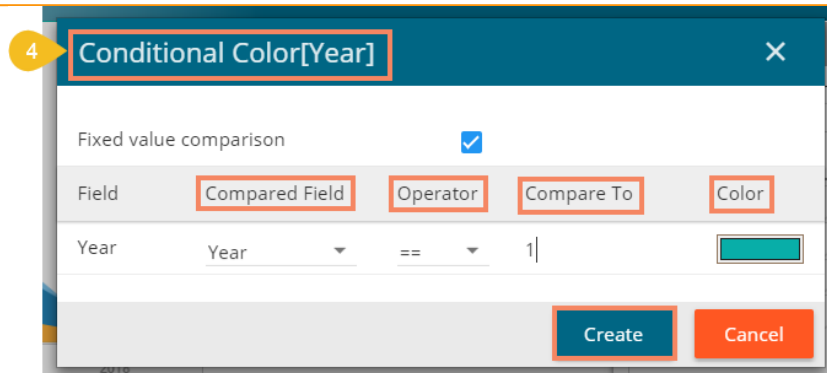 4
Conditional Color[Year]
Fixed value comparison
Field Compared Field Operator Compare To Color
Year Year == 1
Create Cancel
2018